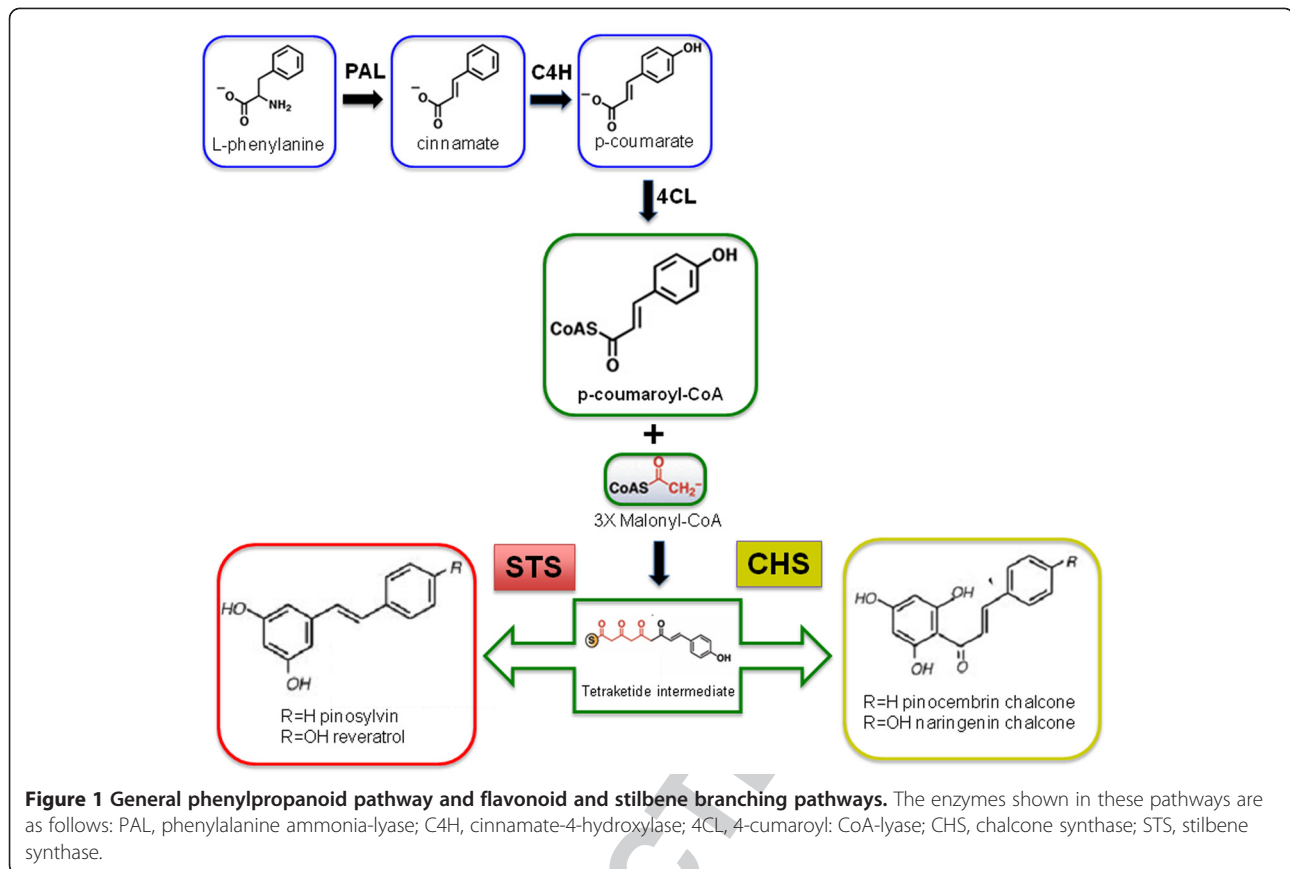 PAL
C4H
OH
⁻O
NH₂
O
L-phenylanine
⁻O
O
cinnamate
⁻O
O
p-coumarate
4CL
OH
CoAS
O
p-coumaroyl-CoA
+
O
CoAS CH₂⁻
3X Malonyl-CoA
STS
CHS
R
HO
OH
R=H pinosylvin
R=OH reveratrol
O O O O
S
OH
Tetraketide intermediate
R
HO
OH
OH
O
R=H pinocembrin chalcone
R=OH naringenin chalcone
Figure 1 General phenylpropanoid pathway and flavonoid and stilbene branching pathways. The enzymes shown in these pathways are
as follows: PAL, phenylalanine ammonia-lyase; C4H, cinnamate-4-hydroxylase; 4CL, 4-cumaroyl: CoA-lyase; CHS, chalcone synthase; STS, stilbene
synthase.